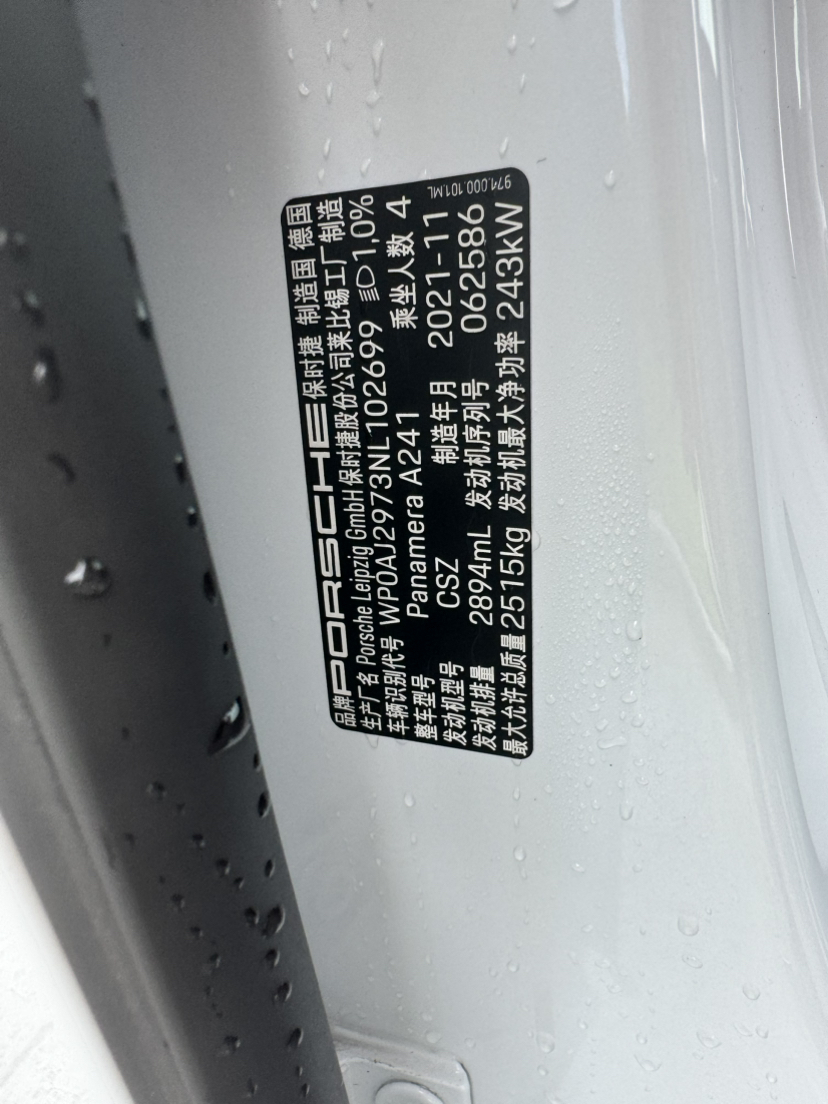 品牌 PORSCHE 保时捷 制造国 德国
生产厂名 Porsche Leipzig GmbH 保时捷股份公司莱比锡工厂制造
车辆识别代号 WP0AJ2973NL102699 1,0%
整车型号 Panamera A241 乘坐人数 4
发动机型号 CSZ 制造年月 2021-11
发动机排量 2894mL 发动机序列号 062586
最大允许总质量 2515kg 发动机最大净功率 243kW
974.000.101.ML